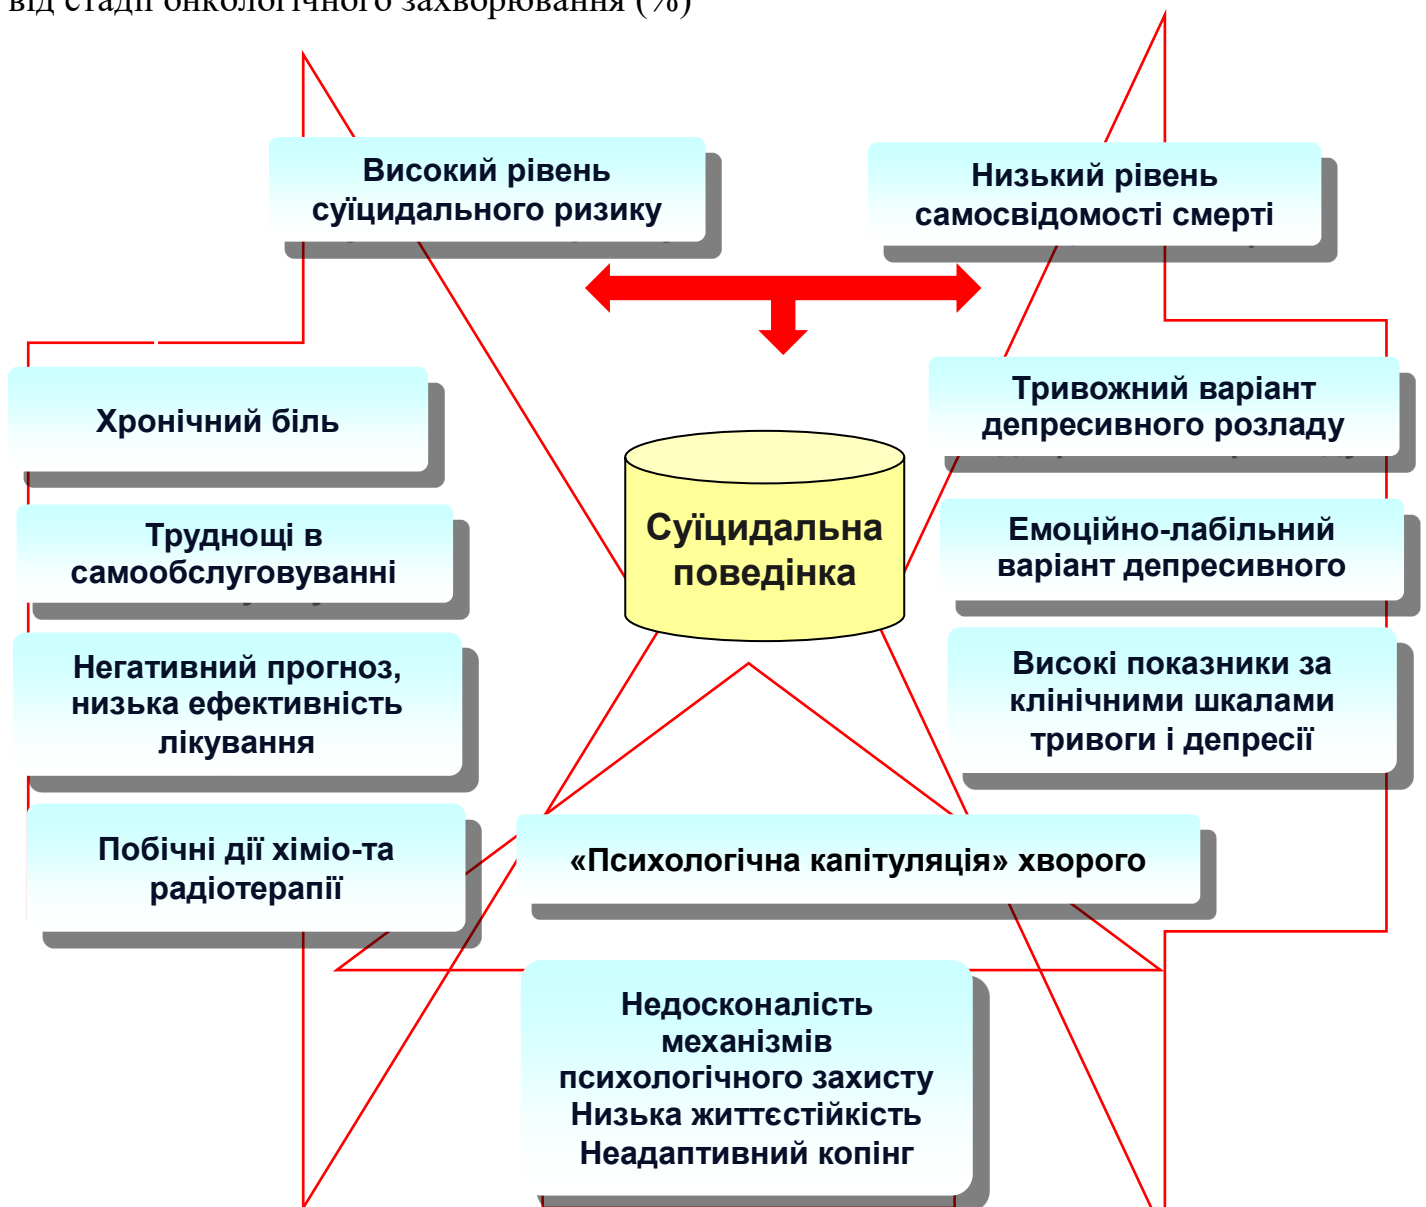 від стадії онкологічного захворювання (%)
Високий рівень
суїцидального ризику
Низький рівень
самосвідомості смерті
Хронічний біль
Тривожний варіант
депресивного розладу
Суїцидальна
поведінка
Труднощі в
самообслуговуванні
Емоційно-лабільний
варіант депресивного
Негативний прогноз,
низька ефективність
лікування
Високі показники за
клінічними шкалами
тривоги і депресії
Побічні дії хіміо-та
радіотерапії
«Психологічна капітуляція» хворого
Недосконалість
механізмів
психологічного захисту
Низька життєстійкість
Неадаптивний копінг